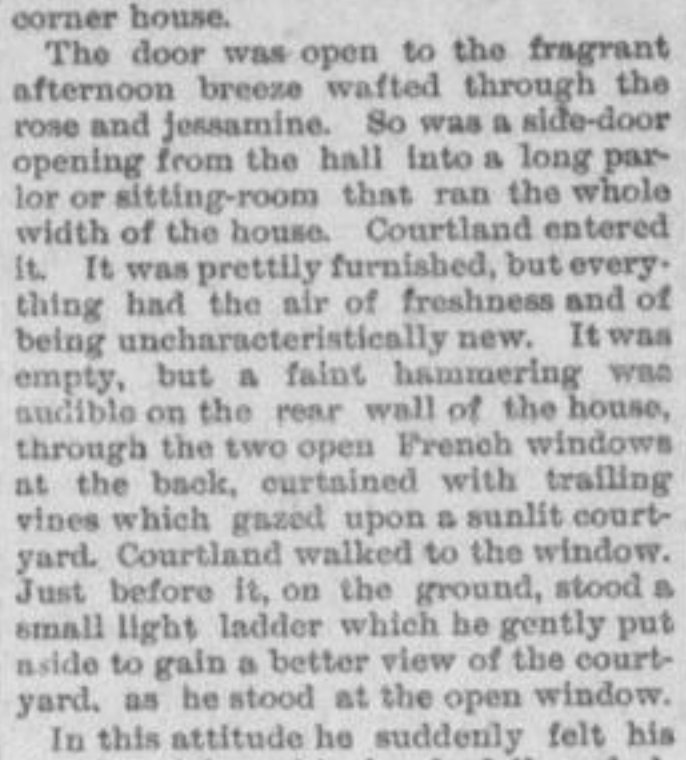 corner house.
The door was open to the fragrant
afternoon breeze wafted through the
rose and jessamine. So was a side-door
opening from the hall into a long par-
lor or sitting-room that ran the whole
width of the house. Courtland entered
it. It was prettily furnished, but every-
thing had the air of freshness and of
being uncharacteristically new. It was
empty, but a faint hammering was
audible on the rear wall of the house,
through the two open French windows
at the back, curtained with trailing
vines which gazed upon a sunlit court-
yard. Courtland walked to the window.
Just before it, on the ground, stood a
small light ladder which he gently put
aside to gain a better view of the court-
yard. as he stood at the open window.
In this attitude he suddenly felt his